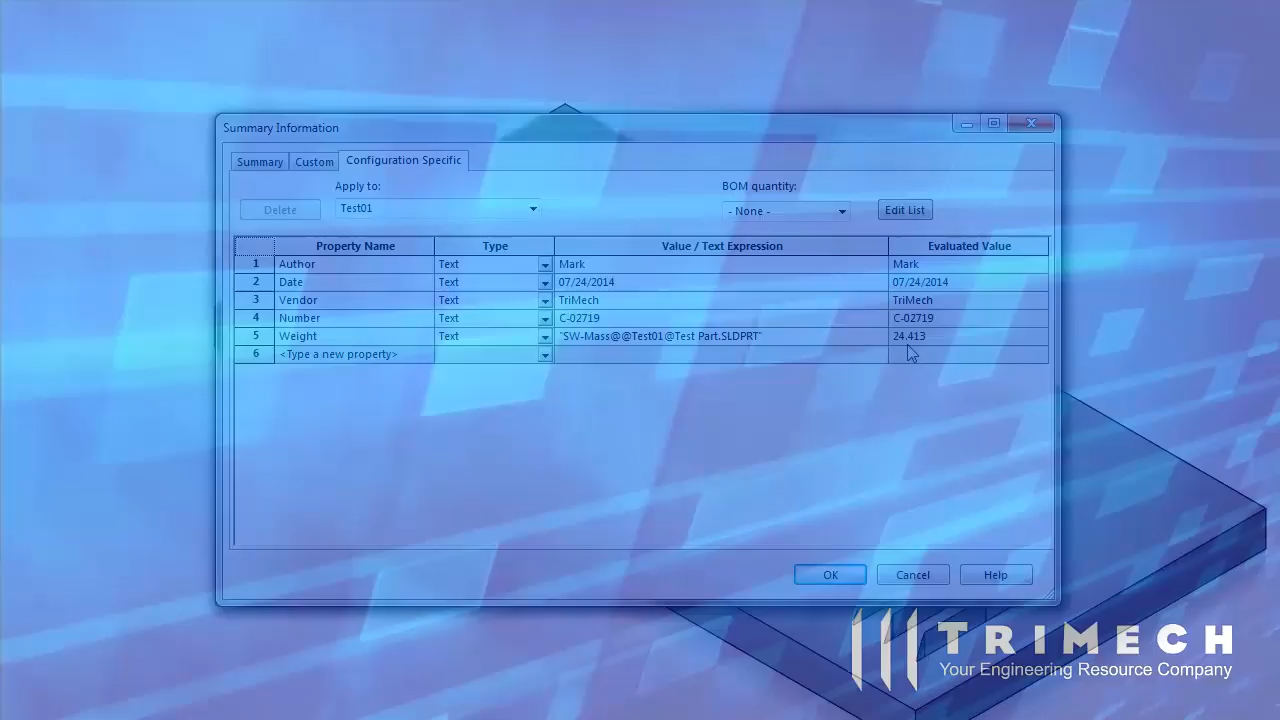 Summary Information
Summary Custom Configuration Specific
Apply to: BOM quantity:
Delete Test01 - None - Edit List
Property Name Type Value / Text Expression Evaluated Value
1 Author Text Mark Mark
2 Date Text 07/24/2014 07/24/2014
3 Vendor Text TriMech TriMech
4 Number Text C-02719 C-02719
5 Weight Text "SW-Mass@@Test01@Test Part.SLDPRT" 24.413
6 <Type a new property>
OK Cancel Help
TRIMECH
Your Engineering Resource Company